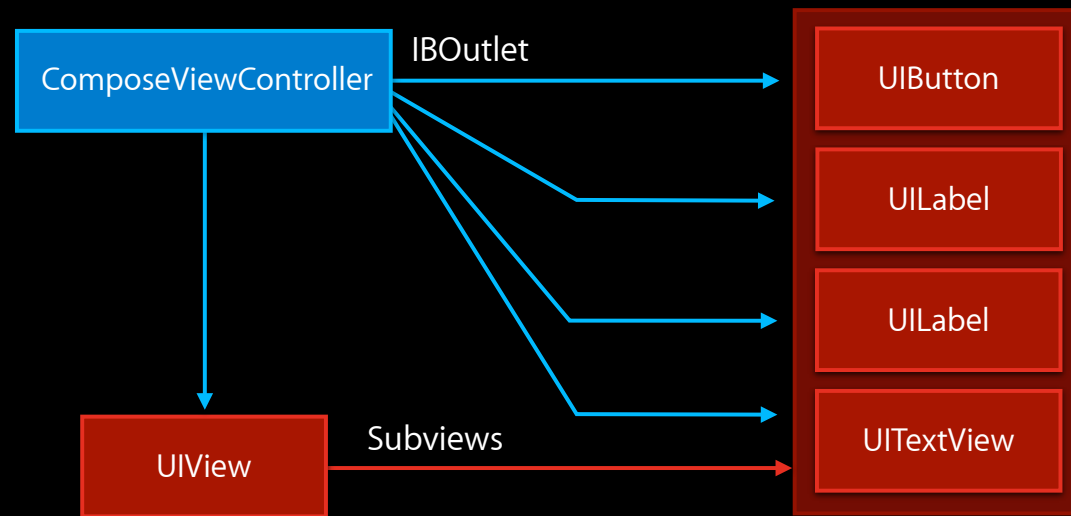 IBOutlet
ComposeViewController
UIButton
UILabel
UILabel
UITextView
Subviews
UIView